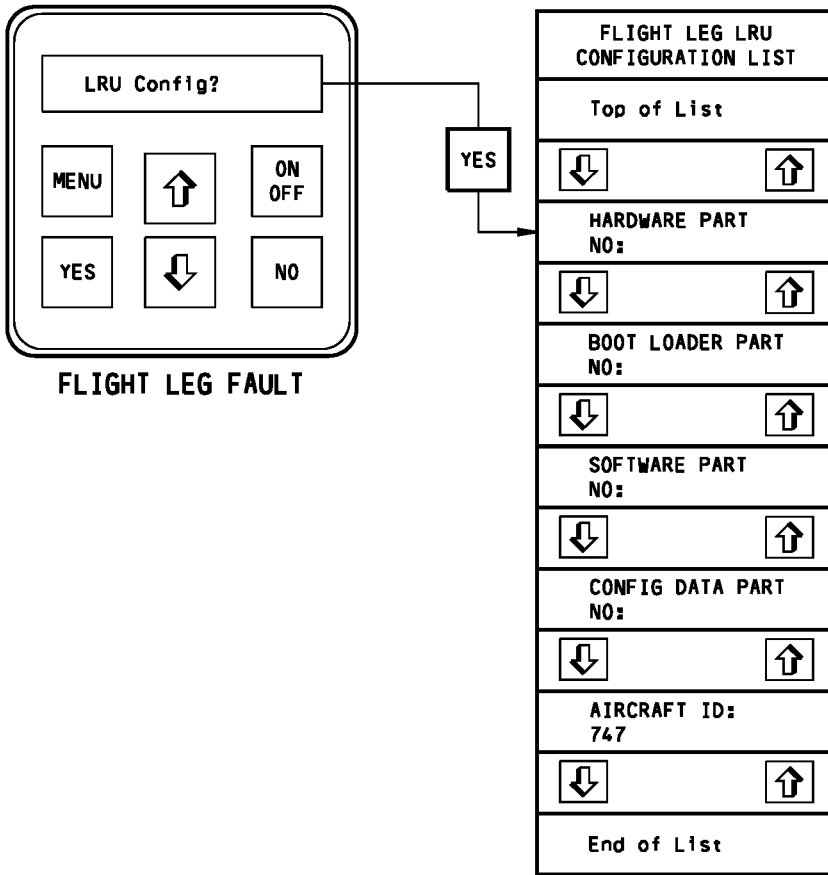 LRU Config?
MENU
ON
OFF
YES
NO
FLIGHT LEG FAULT
YES
FLIGHT LEG LRU
CONFIGURATION LIST
Top of List
HARDWARE PART
NO:
BOOT LOADER PART
NO:
SOFTWARE PART
NO:
CONFIG DATA PART
NO:
AIRCRAFT ID:
747
End of List